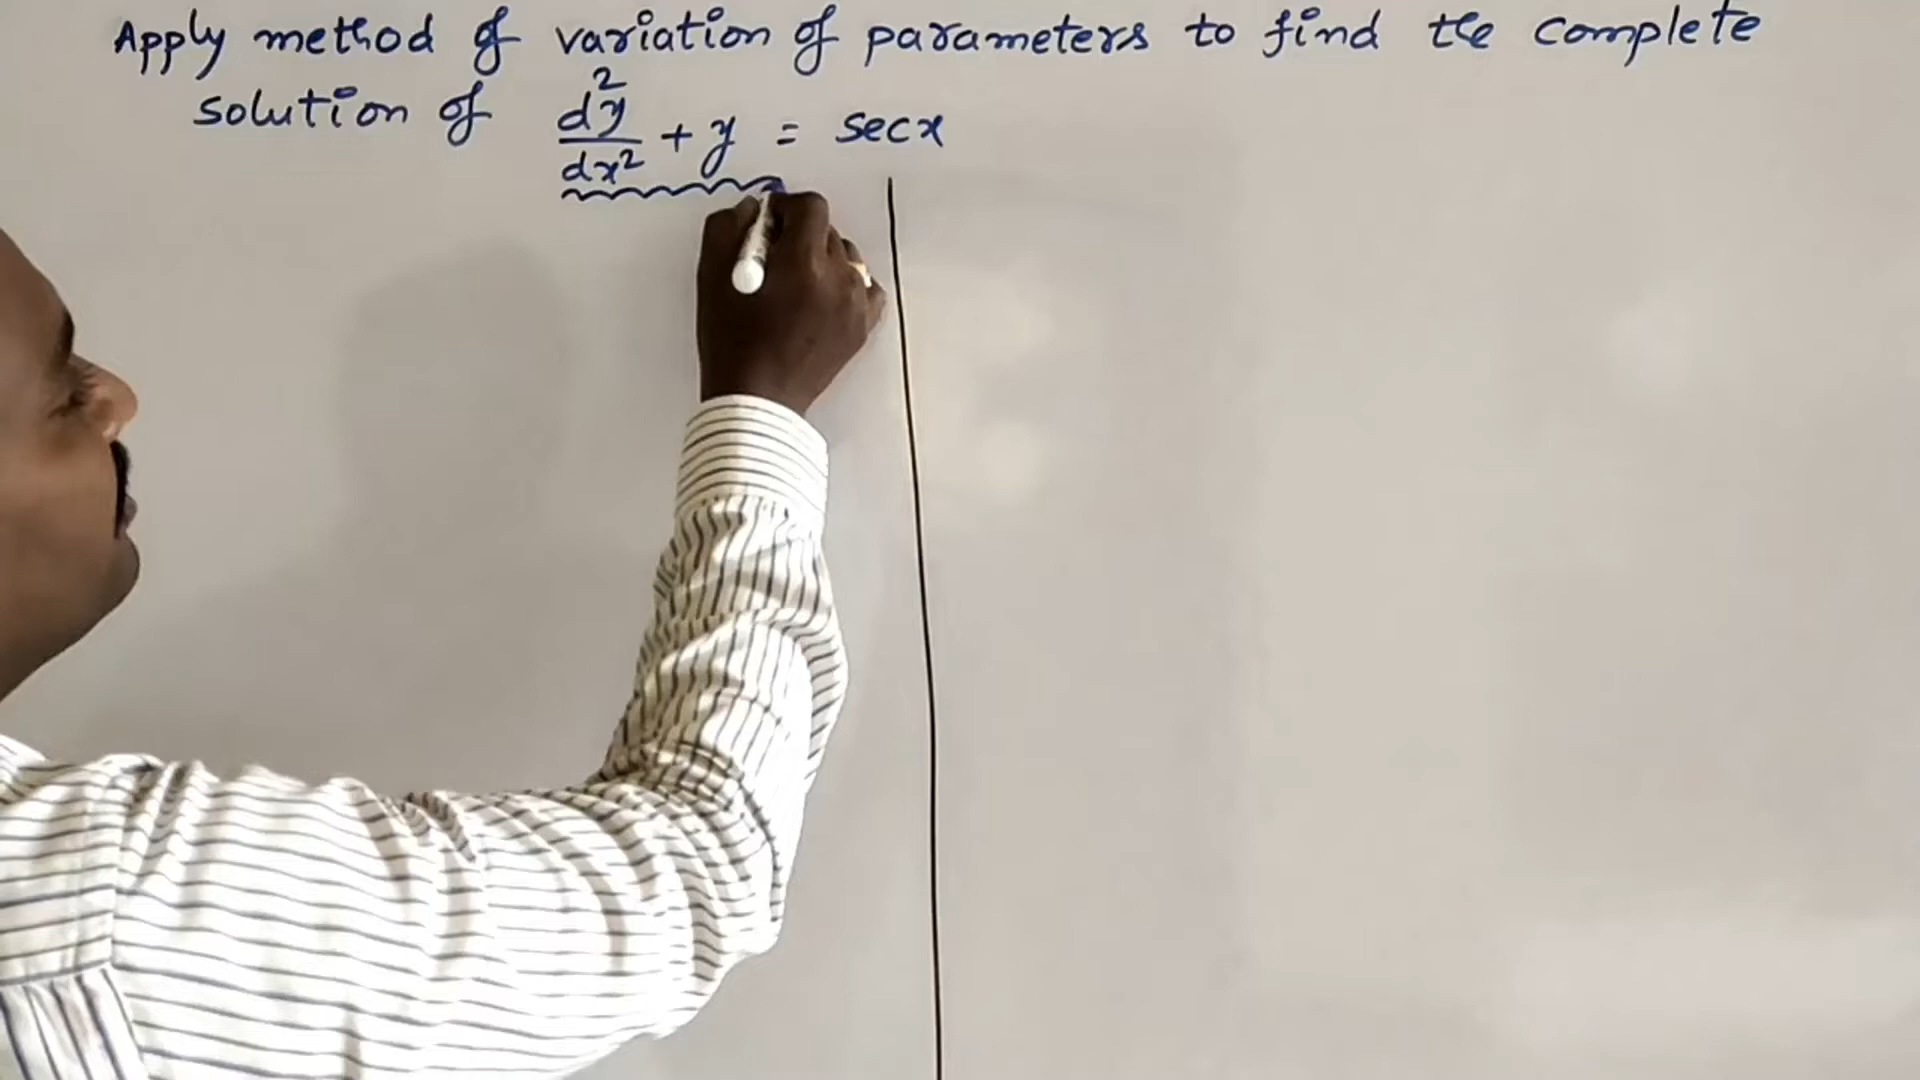 Apply method of variation of parameters to find the complete
solution of d²y/dx² + y = secx